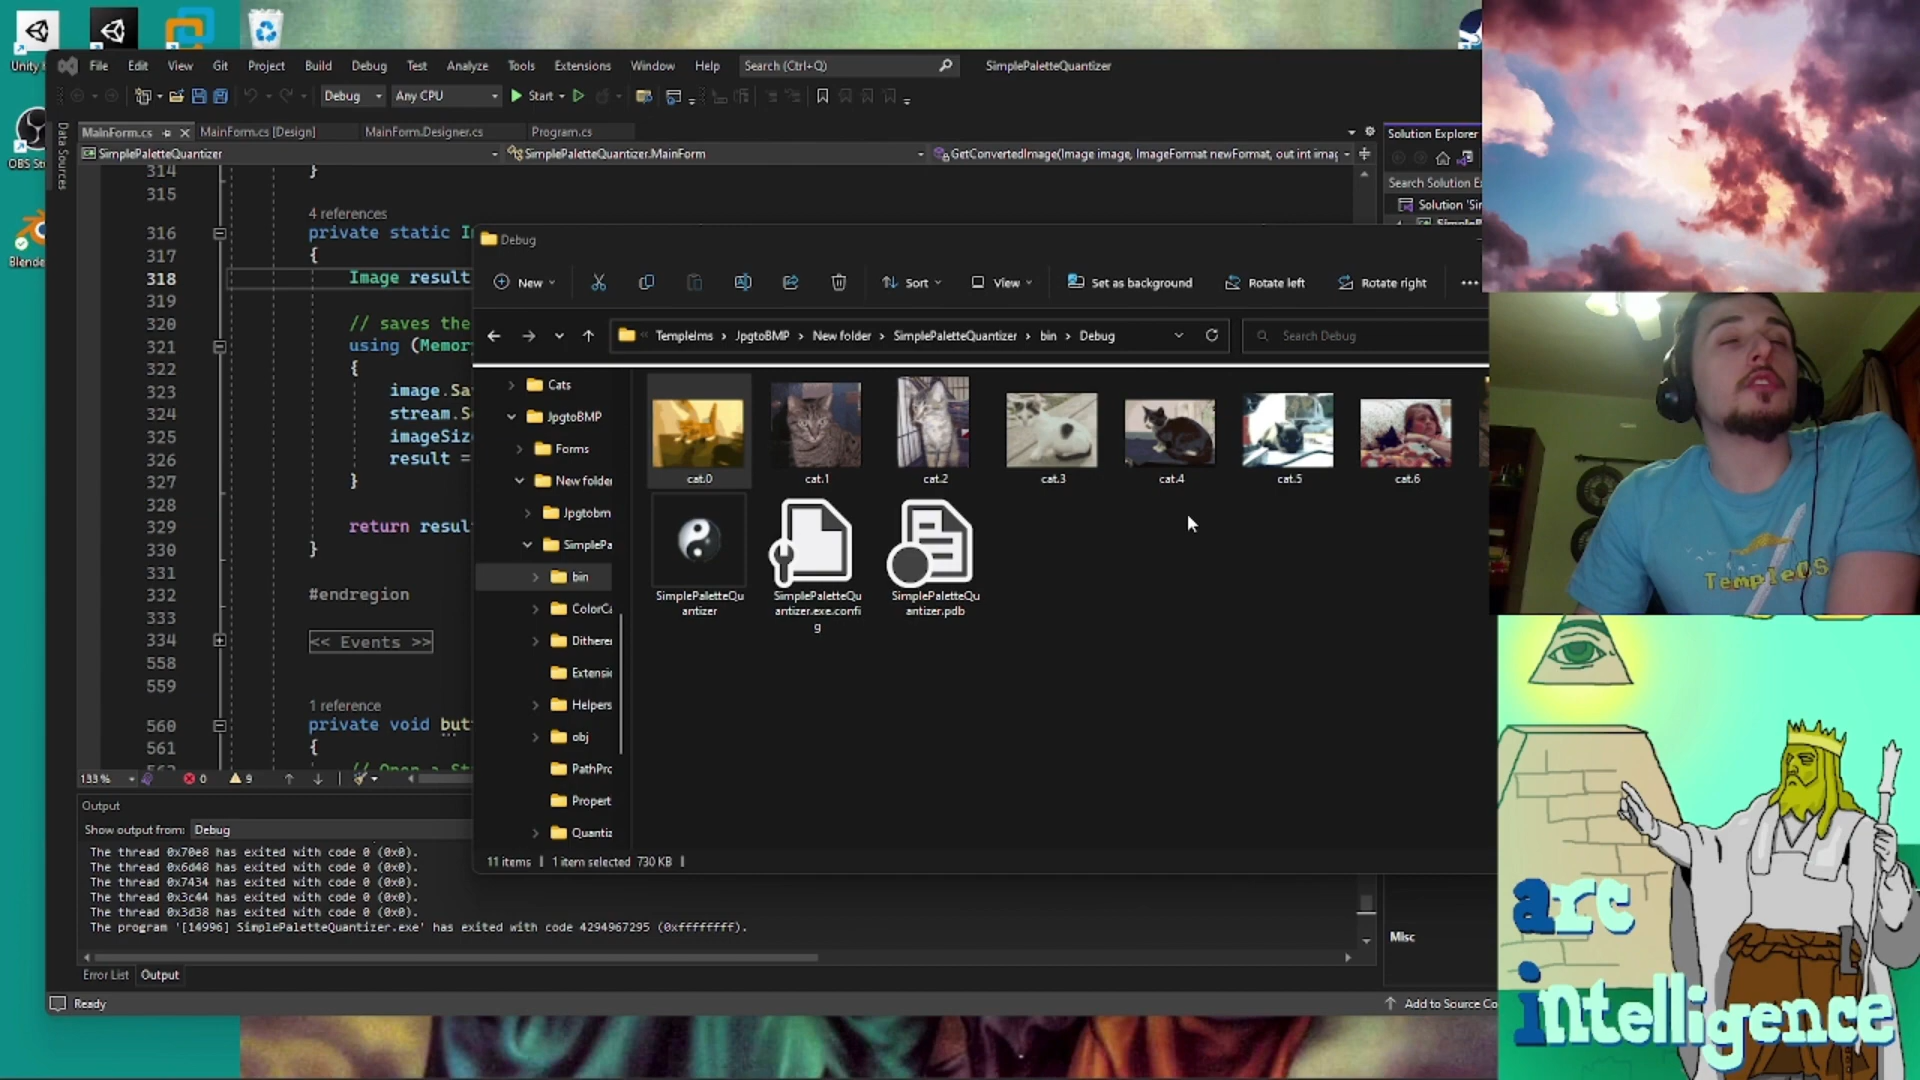 Unity
OBS St
Blende
File Edit View Git Project Build Debug Test Analyze Tools Extensions Window Help Search (Ctrl+Q) SimplePaletteQuantizer
Debug Any CPU Start
Data Sources
MainForm.cs MainForm.cs [Design] MainForm.Designer.cs Program.cs
SimplePaletteQuantizer SimplePaletteQuantizer.MainForm GetConvertedImage(Image image, ImageFormat newFormat, out int imag
314 }
315
4 references
316 private static I
317 {
318 Image result
319
320 // saves the
321 using (Memor
322 {
323 image.Sa
324 stream.S
325 imageSiz
326 result =
327 }
328
329 return resul
330 }
331
332 #endregion
333
334 << Events >>
558
559
1 reference
560 private void but
561 {
133 % 0 9
Output
Show output from: Debug
The thread 0x70e8 has exited with code 0 (0x0).
The thread 0x6d48 has exited with code 0 (0x0).
The thread 0x7434 has exited with code 0 (0x0).
The thread 0x3c44 has exited with code 0 (0x0).
The thread 0x3d38 has exited with code 0 (0x0).
The program '[14996] SimplePaletteQuantizer.exe' has exited with code 4294967295 (0xffffffff).
Error List Output
Ready
Add to Source Co
Solution Explorer
Search Solution E
Solution 'Si
Misc
Debug
New Sort View Set as background Rotate left Rotate right
Templelms JpgtoBMP New folder SimplePaletteQuantizer bin Debug Search Debug
Cats
JpgtoBMP
Forms
New folder
Jpgtobm
SimplePa
bin
ColorCa
Ditherer
Extensi
Helpers
obj
PathPro
Propert
Quantiz
cat.0 cat.1 cat.2 cat.3 cat.4 cat.5 cat.6
SimplePaletteQu
antizer
SimplePaletteQu
antizer.exe.confi
g
SimplePaletteQu
antizer.pdb
11 items 1 item selected 730 KB
TempleOS
arc
intelligence